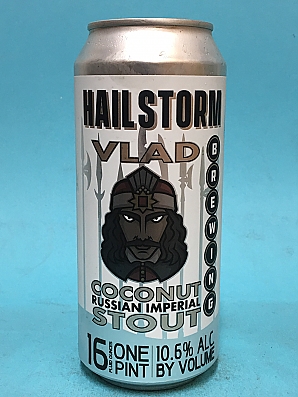 HAILSTORM
BREWING
VLAD
COCONUT
RUSSIAN IMPERIAL
STOUT
16 ONE PINT
10.6% ALC
BY VOLUME